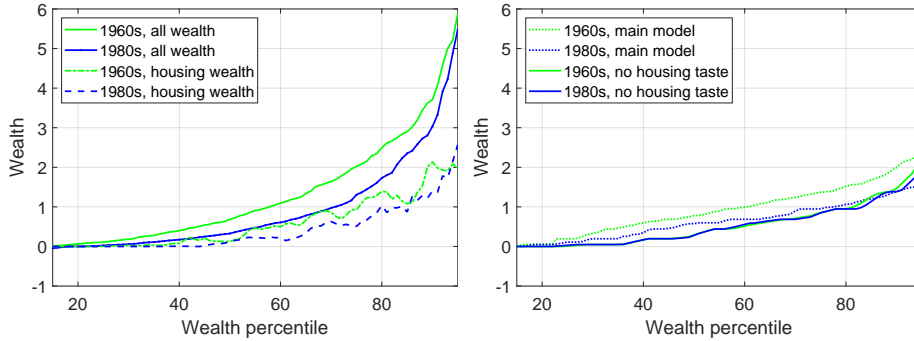 6
5
4
3
2
1
0
-1
Wealth
1960s, all wealth
1980s, all wealth
1960s, housing wealth
1980s, housing wealth
20
40
60
80
Wealth percentile
6
5
4
3
2
1
0
-1
Wealth
1960s, main model
1980s, main model
1960s, no housing taste
1980s, no housing taste
20
40
60
80
Wealth percentile